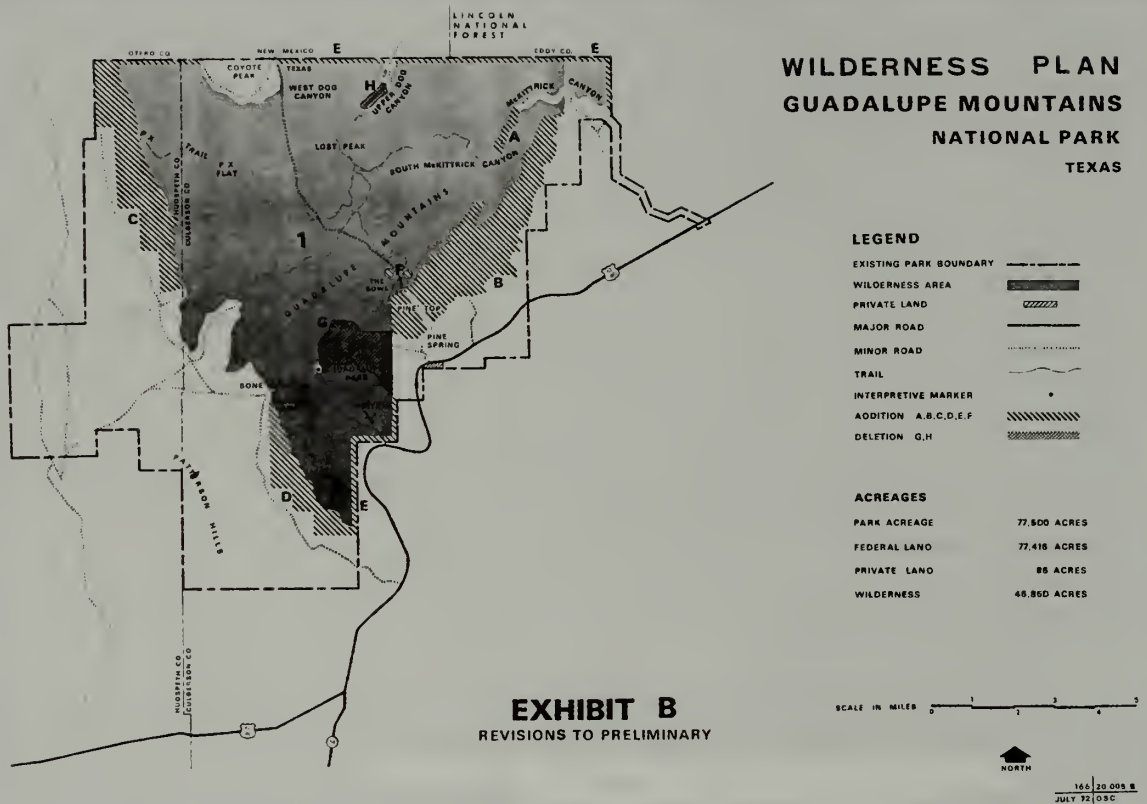 LINCOLN
NATIONAL
FOREST
OTERO CO.
NEW MEXICO
E
EDDY CO.
E
TEXAS
COYOTE
PEAK
WEST DOG
CANYON
H
UPPER DOG
CANYON
McKITTRICK CANYON
A
PX TRAIL
LOST PEAK
PX
FLAT
SOUTH McKITTRICK CANYON
C
HUDSPETH CO
CULBERSON CO
1
GUADALUPE MOUNTAINS
F
THE
BOWL
B
PINE TOP
G
PINE
SPRING
BONE
PATTERSON HILLS
D
E
HUDSPETH CO
CULBERSON CO
WILDERNESS PLAN
GUADALUPE MOUNTAINS
NATIONAL PARK
TEXAS
LEGEND
EXISTING PARK BOUNDARY
WILDERNESS AREA
PRIVATE LAND
MAJOR ROAD
MINOR ROAD
TRAIL
INTERPRETIVE MARKER
ADDITION A,B,C,D,E,F
DELETION G,H
ACREAGES
PARK ACREAGE 77,500 ACRES
FEDERAL LAND 77,416 ACRES
PRIVATE LAND 86 ACRES
WILDERNESS 46,850 ACRES
EXHIBIT B
REVISIONS TO PRELIMINARY
SCALE IN MILES 0 1 2 3 4 5
NORTH
166 20 005 B
JULY 72 DSC